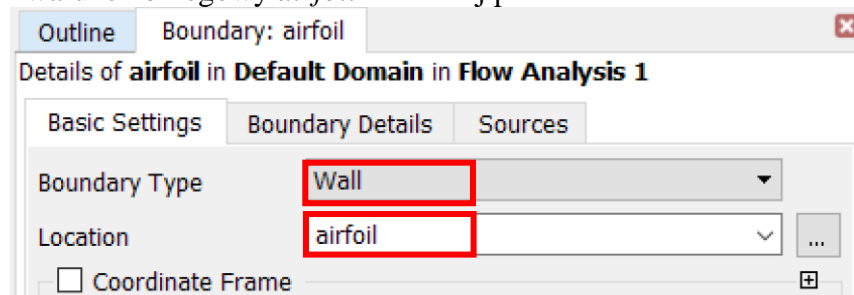 Outline Boundary: airfoil
Details of airfoil in Default Domain in Flow Analysis 1
Basic Settings Boundary Details Sources
Boundary Type Wall
Location airfoil ...
Coordinate Frame